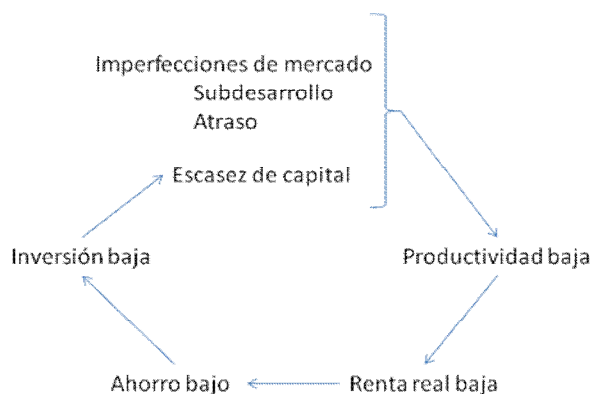 Imperfecciones de mercado
Subdesarrollo
Atraso
Escasez de capital
Inversión baja
Productividad baja
Ahorro bajo
Renta real baja